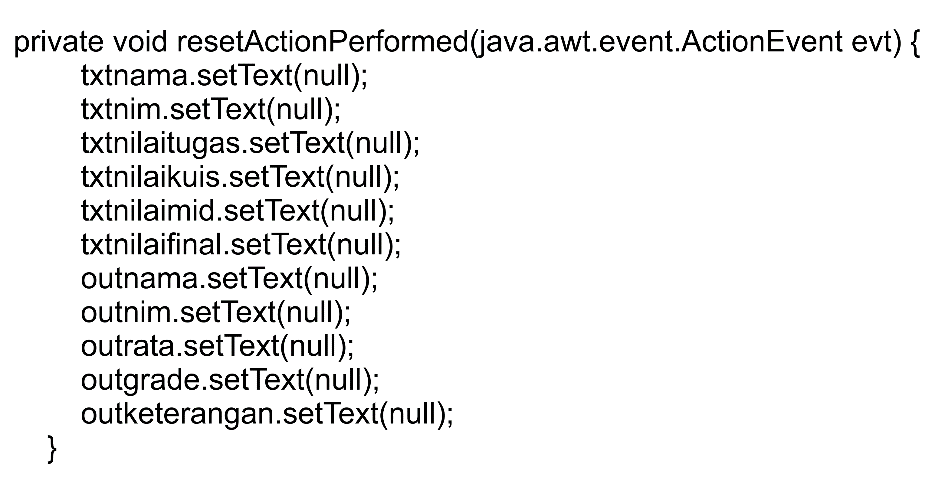 private void resetActionPerformed(java.awt.event.ActionEvent evt) {
txtnama.setText(null);
txtnim.setText(null);
txtnilaitugas.setText(null);
txtnilaikuis.setText(null);
txtnilaimid.setText(null);
txtnilaifinal.setText(null);
outnama.setText(null);
outnim.setText(null);
outrata.setText(null);
outgrade.setText(null);
outketerangan.setText(null);
}